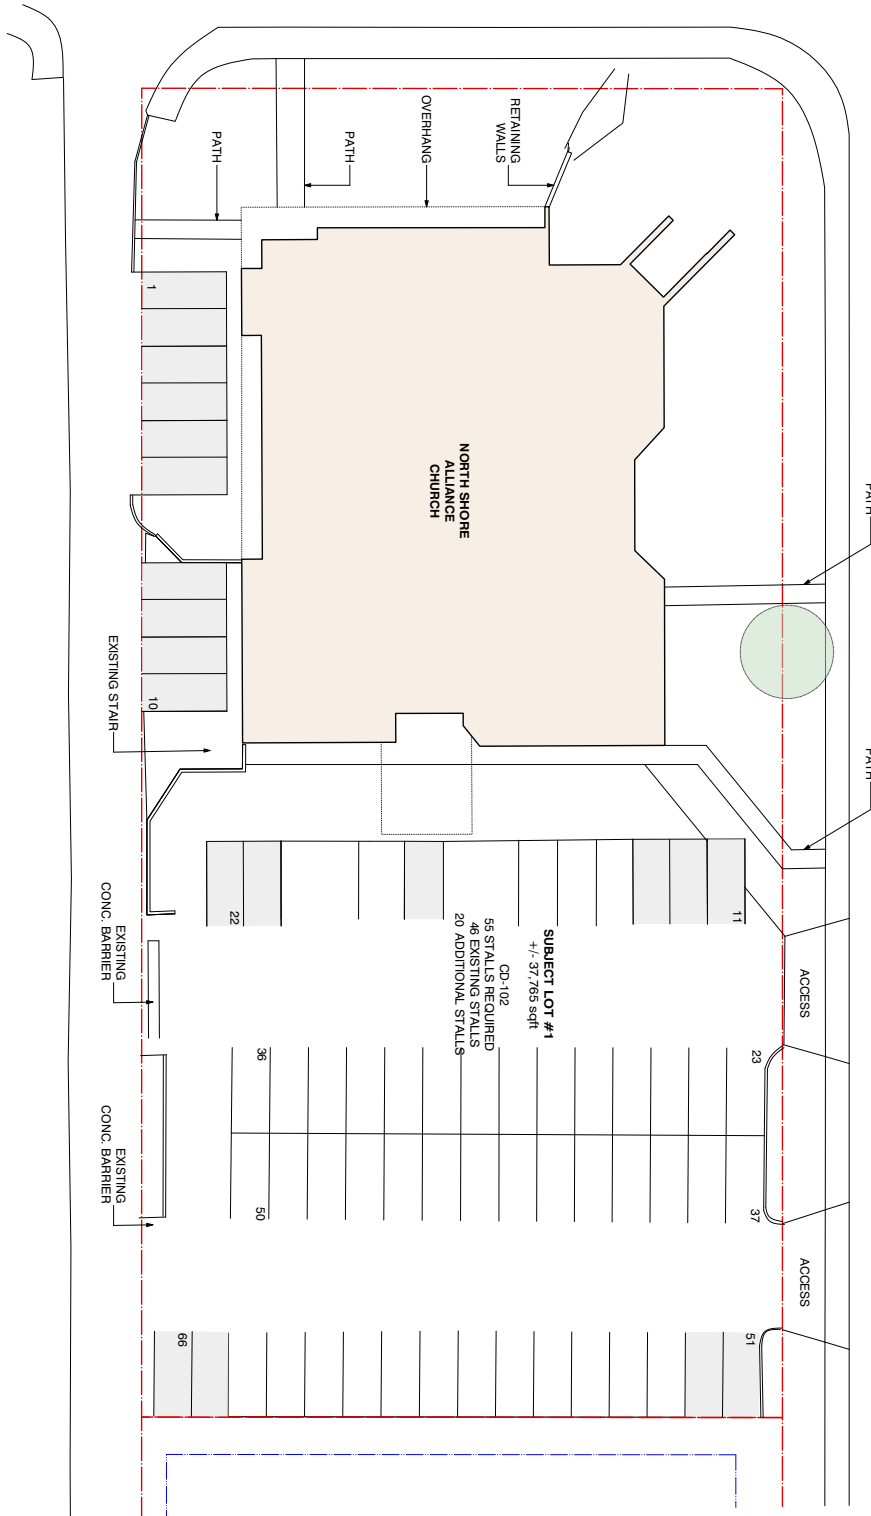 RETAINING
WALLS
OVERHANG
PATH
PATH
1
NORTH SHORE
ALLIANCE
CHURCH
PATH
EXISTING STAIR
10
PATH
22
11
EXISTING
CONC. BARRIER
SUBJECT LOT #1
+/- 37,765 sqft
CD-102
55 STALLS REQUIRED
46 EXISTING STALLS
20 ADDITIONAL STALLS
ACCESS
36
23
EXISTING
CONC. BARRIER
50
37
ACCESS
66
51